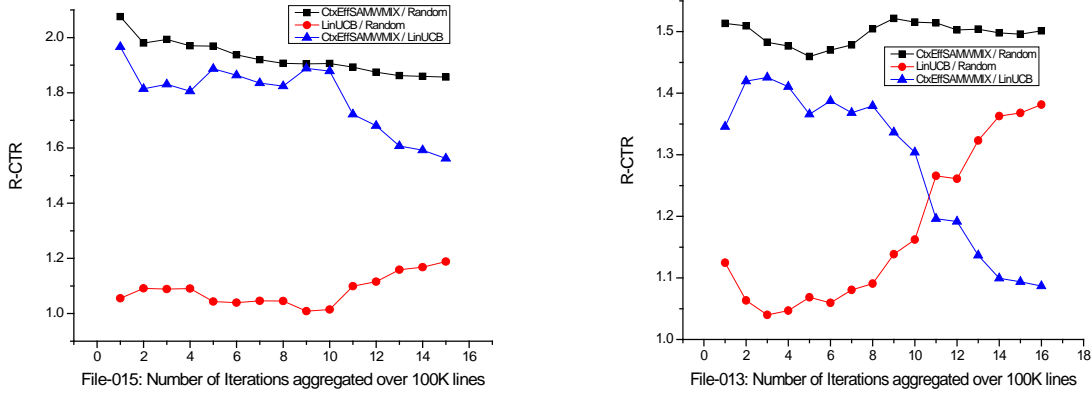 CtxEffSAMWMIX / Random
LinUCB / Random
CtxEffSAMWMIX / LinUCB
R-CTR
2.0
1.8
1.6
1.4
1.2
1.0
0 2 4 6 8 10 12 14 16
File-015: Number of Iterations aggregated over 100K lines
CtxEffSAMWMIX / Random
LinUCB / Random
CtxEffSAMWMIX / LinUCB
R-CTR
1.5
1.4
1.3
1.2
1.1
1.0
0 2 4 6 8 10 12 14 16 18
File-013: Number of Iterations aggregated over 100K lines